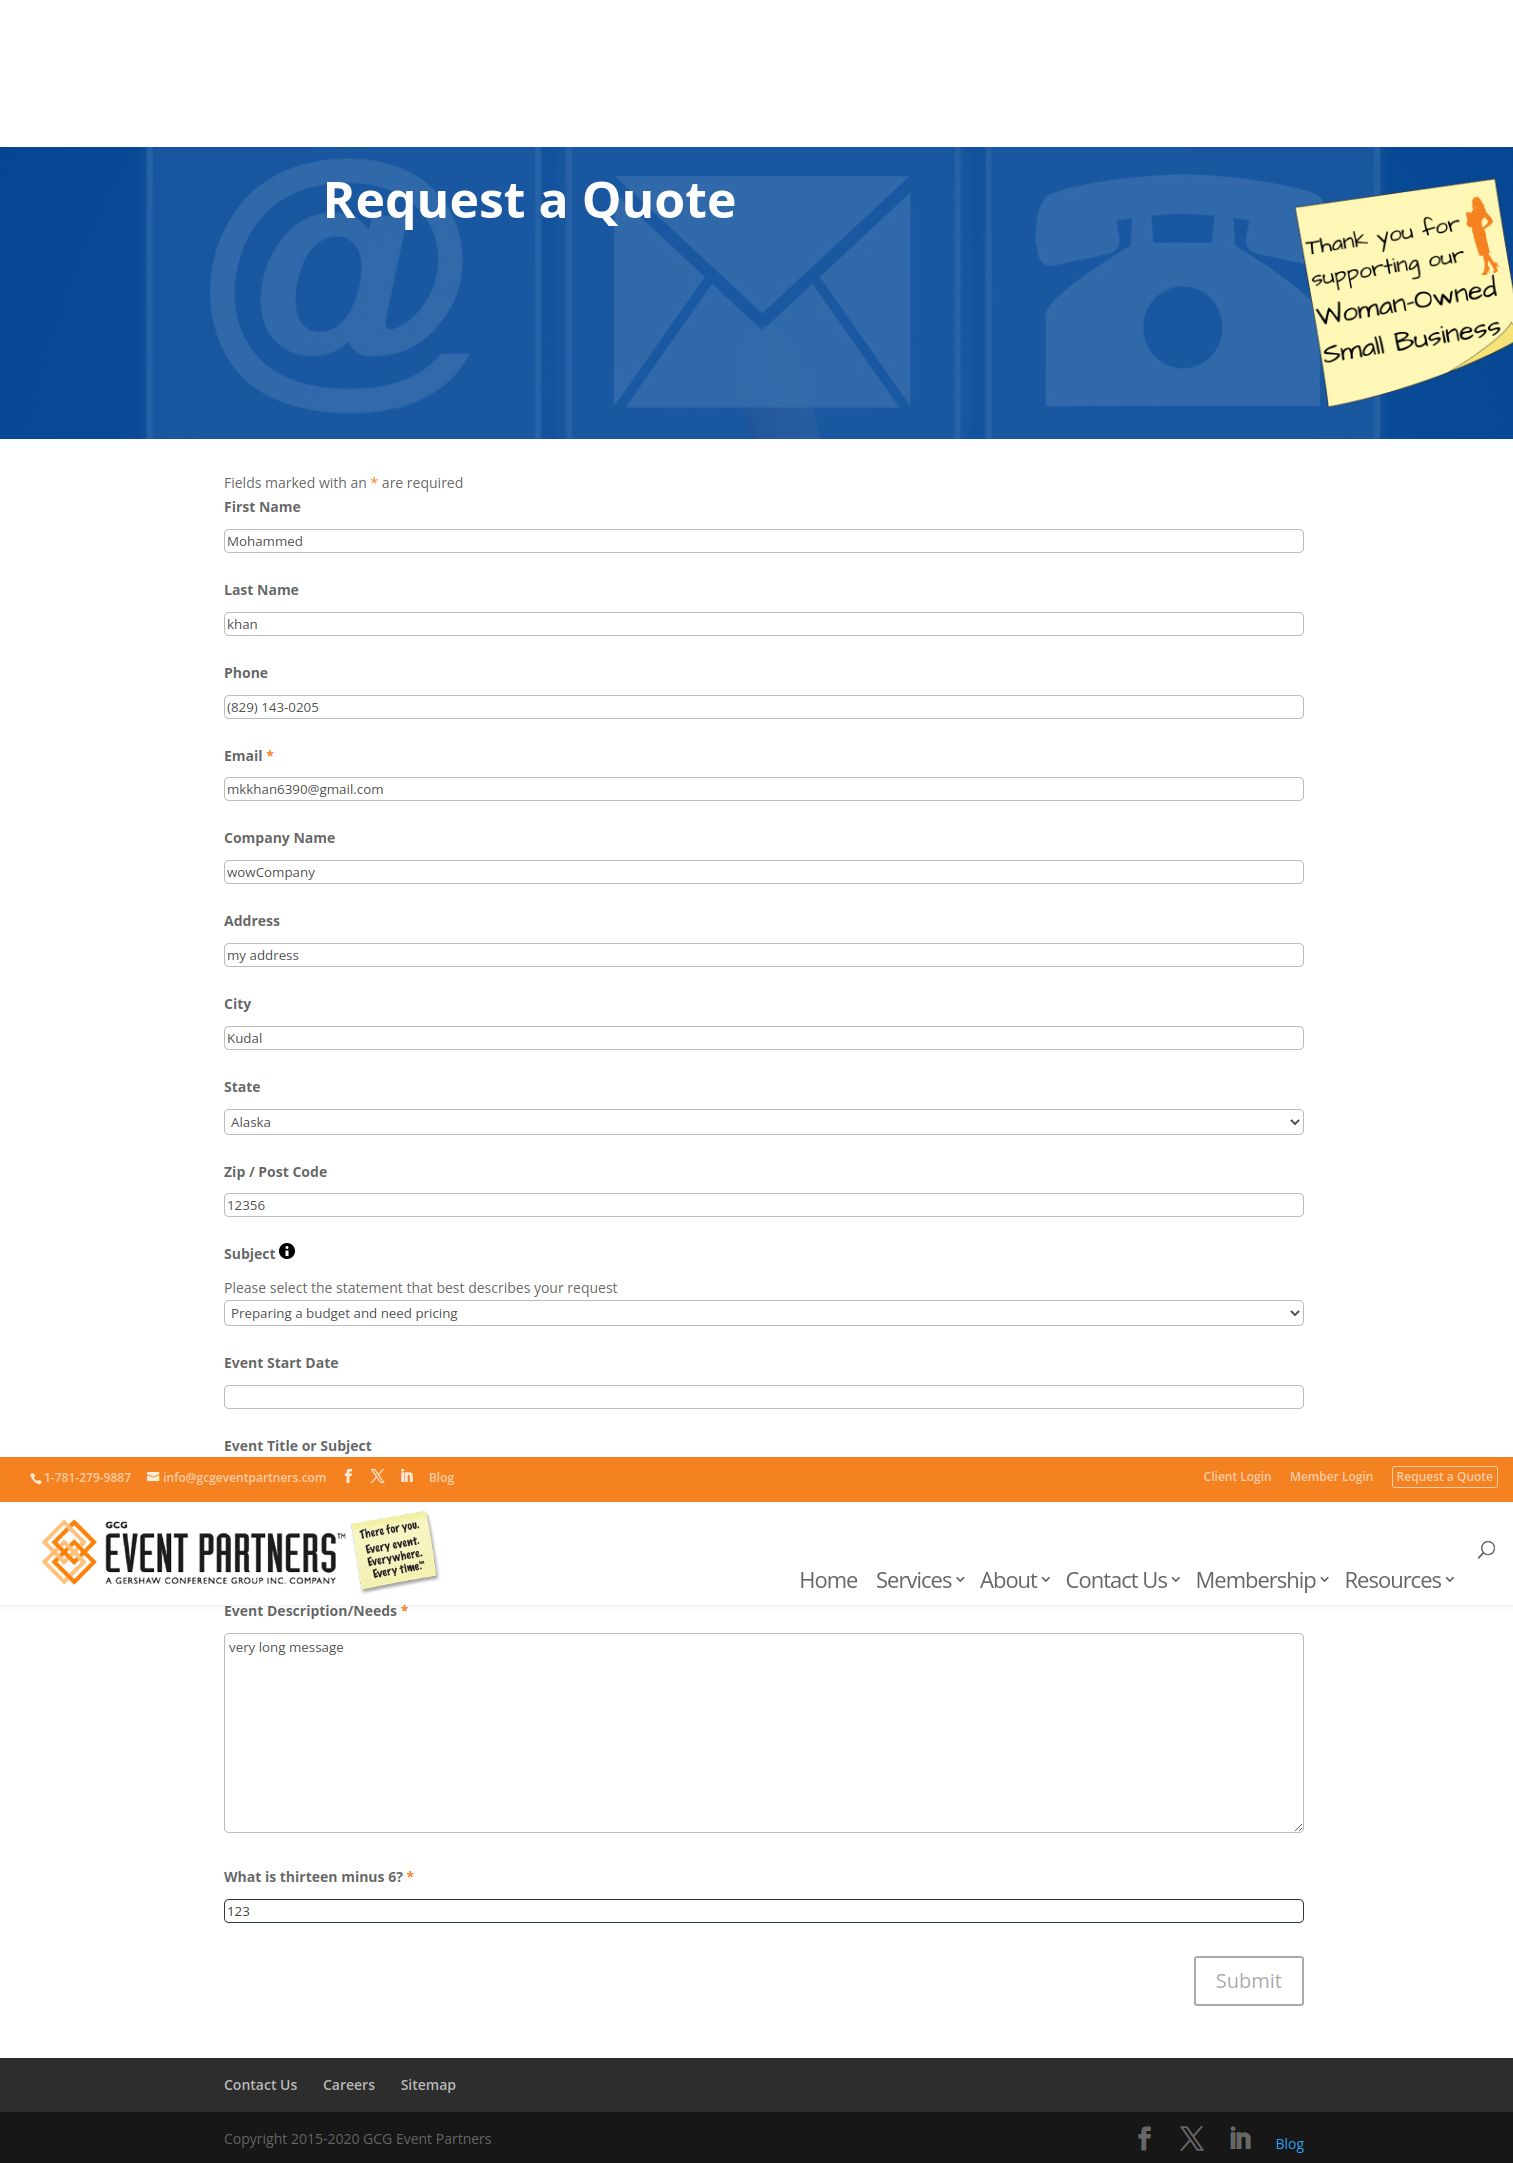 Request a Quote
Thank you for
supporting our
Woman-Owned
Small Business
Fields marked with an * are required
First Name
Mohammed
Last Name
khan
Phone
(829) 143-0205
Email *
mkkhan6390@gmail.com
Company Name
wowCompany
Address
my address
City
Kudal
State
Alaska
Zip / Post Code
12356
Subject
Please select the statement that best describes your request
Preparing a budget and need pricing
Event Start Date
Event Title or Subject
1-781-279-9887 info@gcgeventpartners.com Blog Client Login Member Login Request a Quote
GCG
EVENT PARTNERS™
A GERSHAW CONFERENCE GROUP INC. COMPANY
There for you.
Every event.
Everywhere.
Every time.℠
Home Services About Contact Us Membership Resources
Event Description/Needs *
very long message
What is thirteen minus 6? *
123
Submit
Contact Us Careers Sitemap
Copyright 2015-2020 GCG Event Partners
Blog